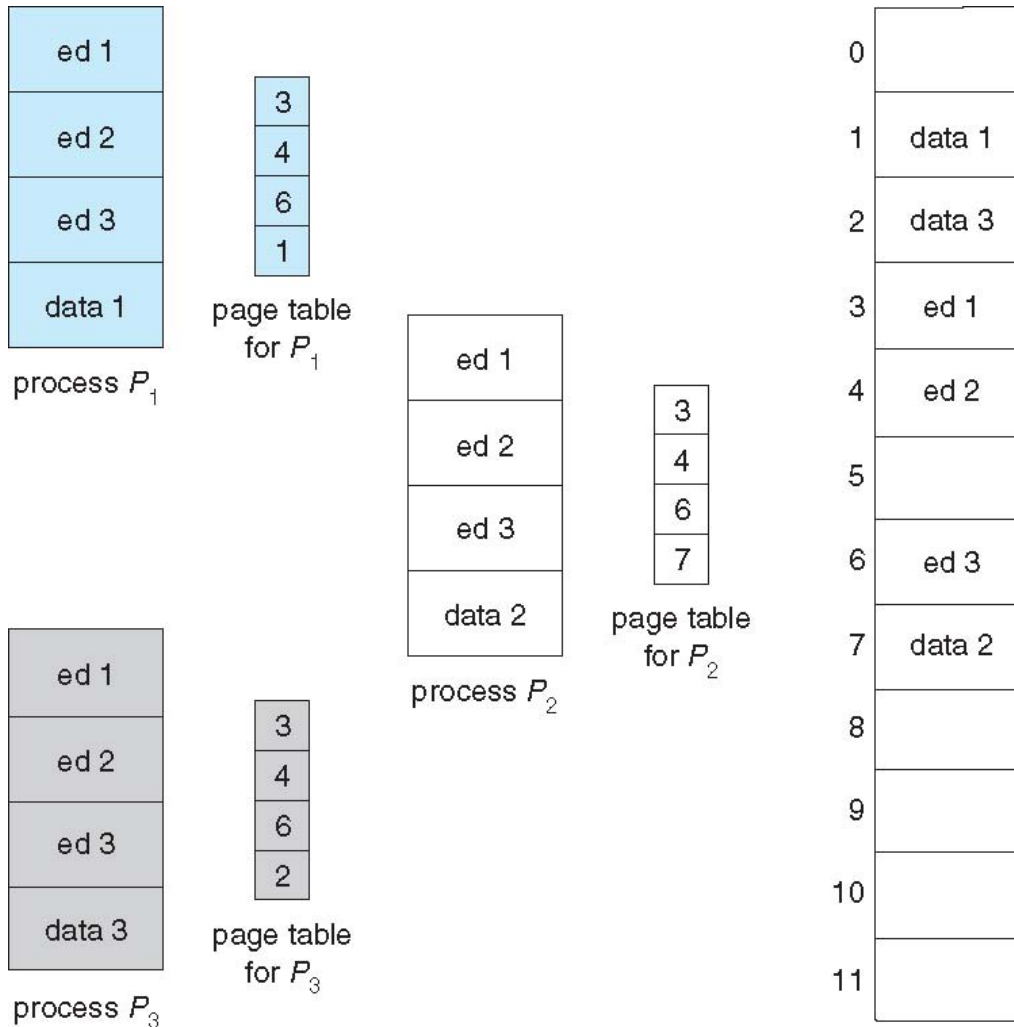 ed 1
ed 2
ed 3
data 1
process P1
3
4
6
1
page table
for P1
ed 1
ed 2
ed 3
data 2
process P2
3
4
6
7
page table
for P2
ed 1
ed 2
ed 3
data 3
process P3
3
4
6
2
page table
for P3
0
1 data 1
2 data 3
3 ed 1
4 ed 2
5
6 ed 3
7 data 2
8
9
10
11